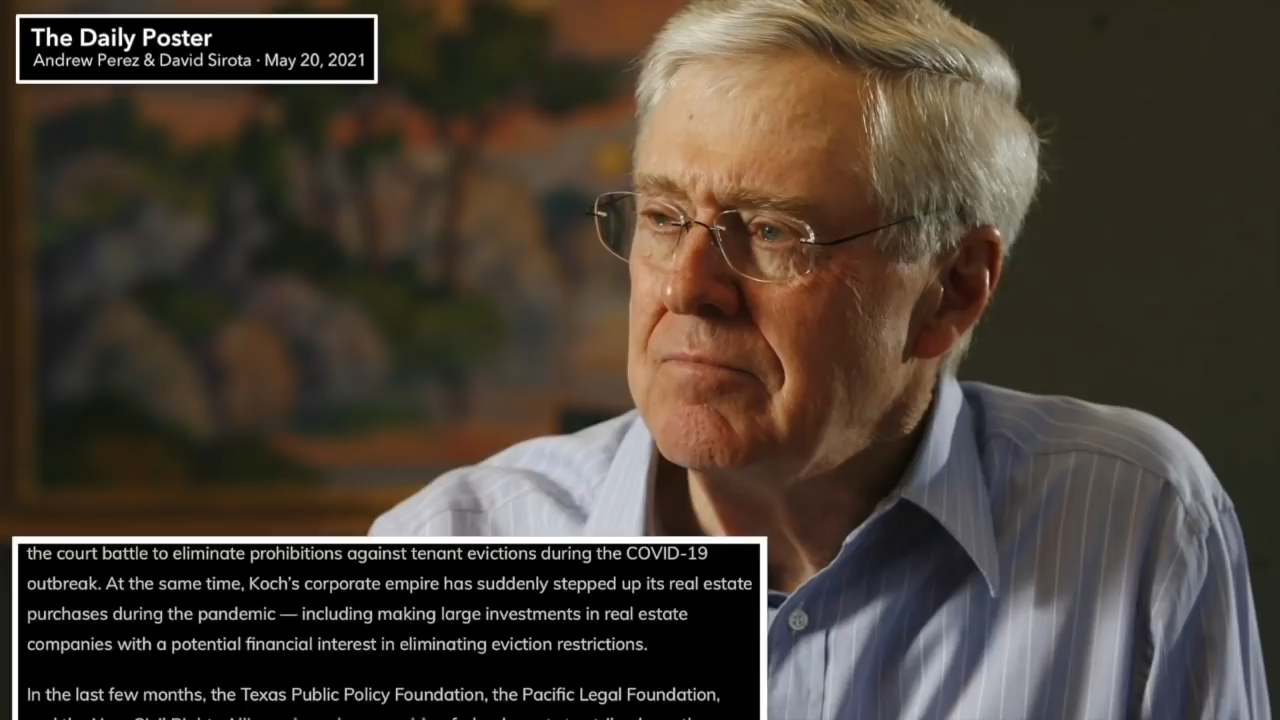 The Daily Poster
Andrew Perez & David Sirota · May 20, 2021
the court battle to eliminate prohibitions against tenant evictions during the COVID-19
outbreak. At the same time, Koch's corporate empire has suddenly stepped up its real estate
purchases during the pandemic — including making large investments in real estate
companies with a potential financial interest in eliminating eviction restrictions.
In the last few months, the Texas Public Policy Foundation, the Pacific Legal Foundation,